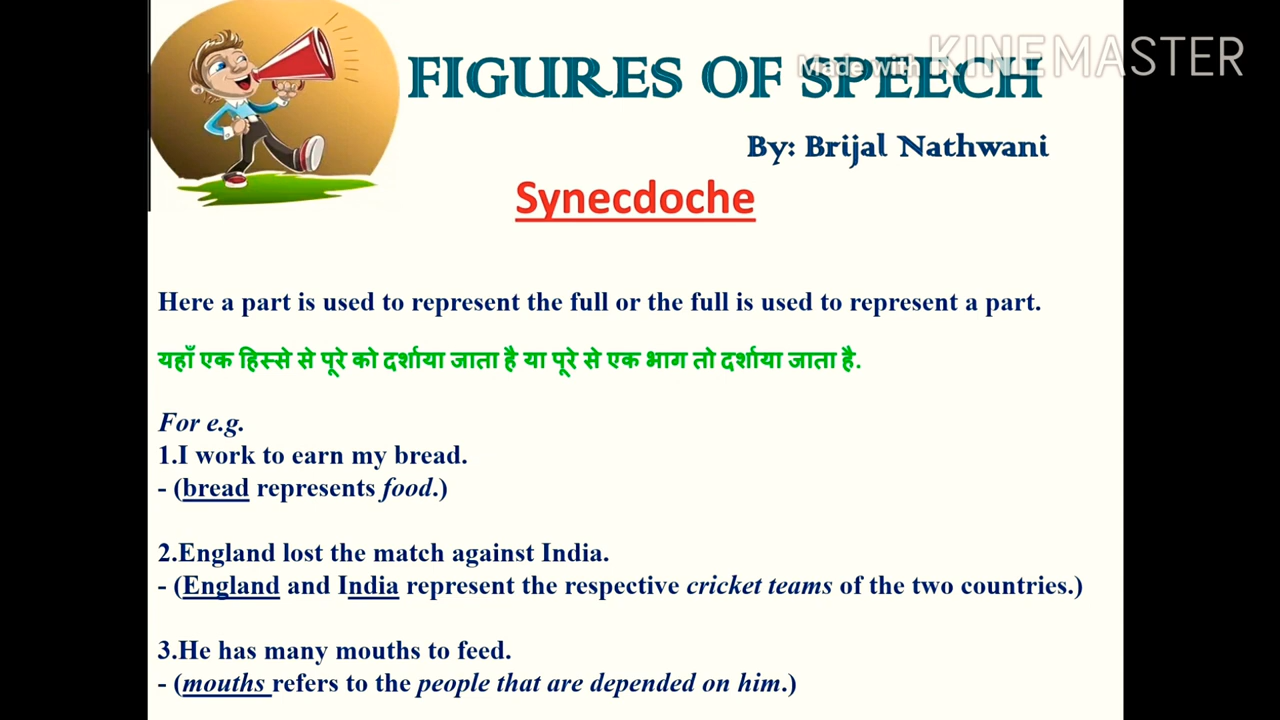 Made with KINEMASTER
FIGURES OF SPEECH
By: Brijal Nathwani
Synecdoche
Here a part is used to represent the full or the full is used to represent a part.
यहाँ एक हिस्से से पूरे को दर्शाया जाता है या पूरे से एक भाग तो दर्शाया जाता है.
For e.g.
1.I work to earn my bread.
- (bread represents food.)
2.England lost the match against India.
- (England and India represent the respective cricket teams of the two countries.)
3.He has many mouths to feed.
- (mouths refers to the people that are depended on him.)